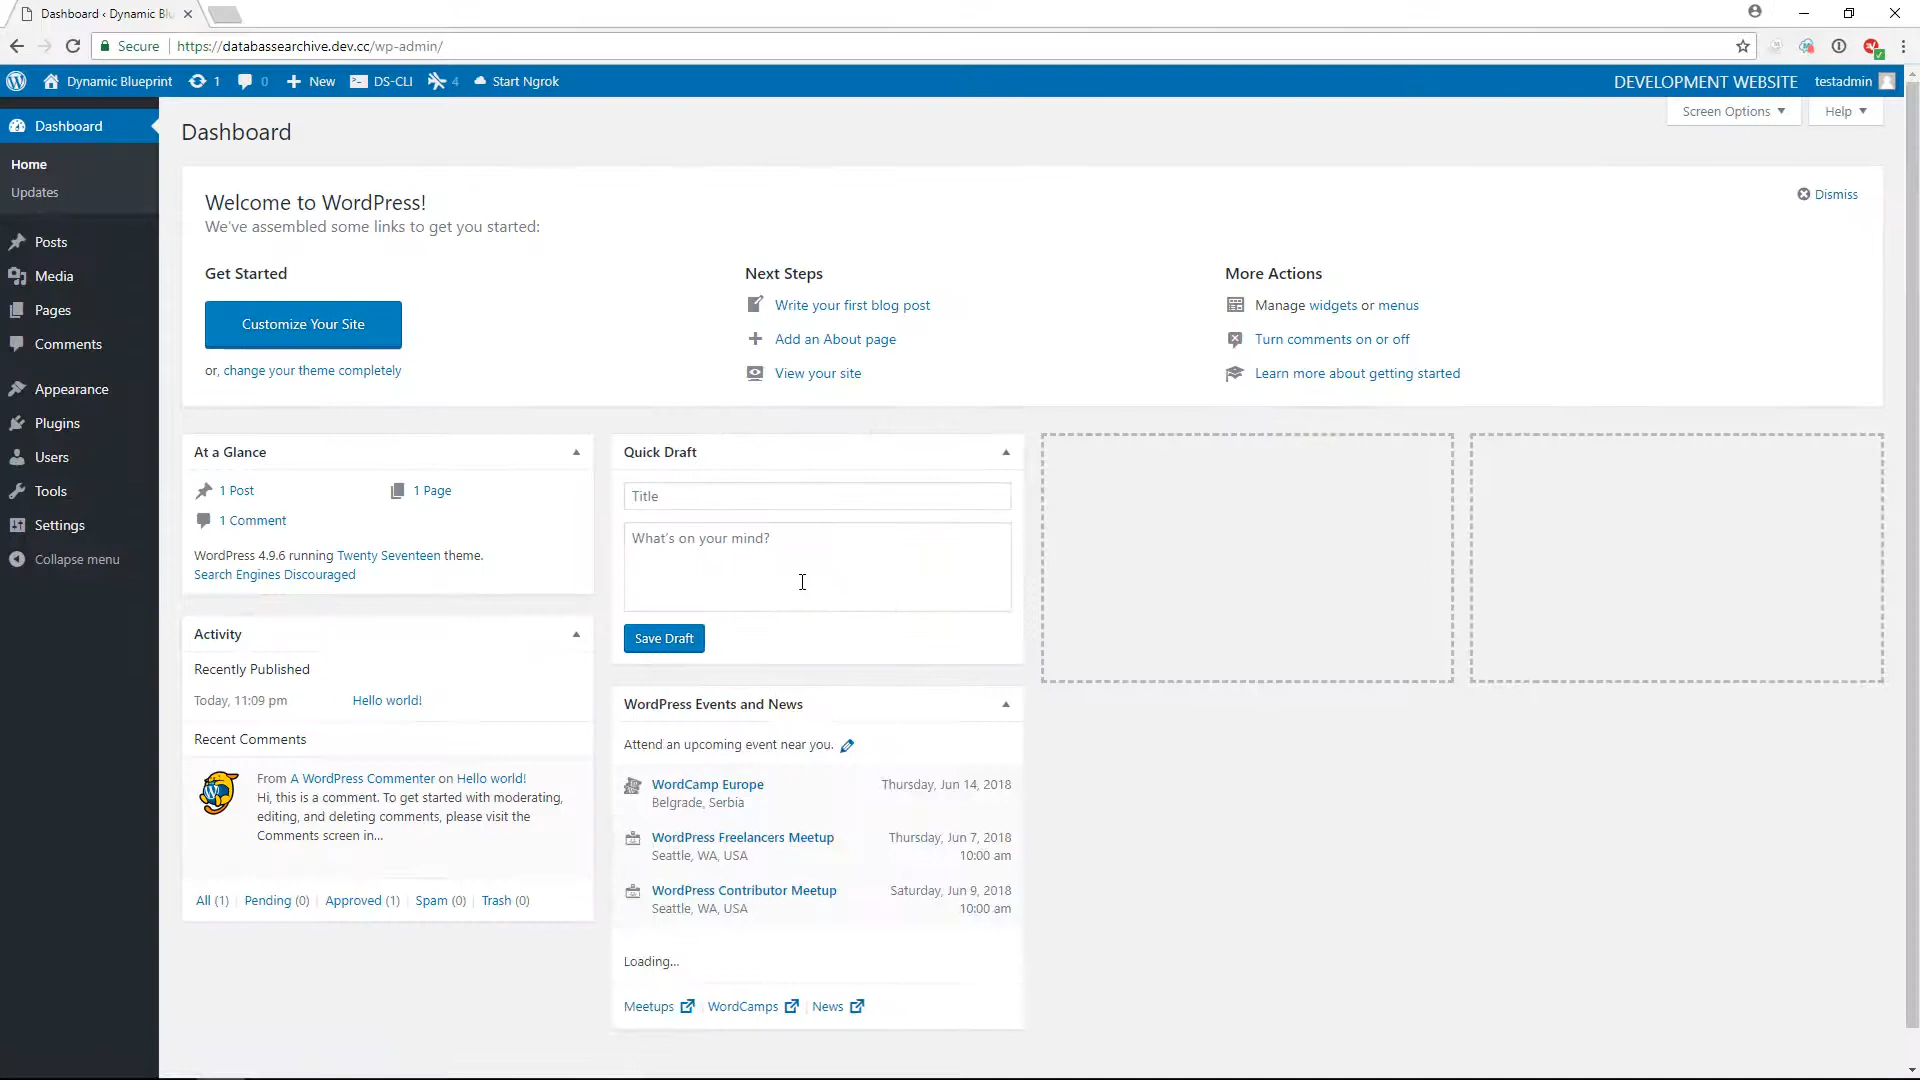 Dashboard ‹ Dynamic Bl
Secure https://databassearchive.dev.cc/wp-admin/
Dynamic Blueprint 1 0 New DS-CLI 4 Start Ngrok DEVELOPMENT WEBSITE testadmin
Screen Options Help
Dashboard
Home
Updates
Posts
Media
Pages
Comments
Appearance
Plugins
Users
Tools
Settings
Collapse menu
Dashboard
Welcome to WordPress!
We've assembled some links to get you started:
Dismiss
Get Started
Customize Your Site
or, change your theme completely
Next Steps
Write your first blog post
Add an About page
View your site
More Actions
Manage widgets or menus
Turn comments on or off
Learn more about getting started
At a Glance
1 Post 1 Page
1 Comment
WordPress 4.9.6 running Twenty Seventeen theme.
Search Engines Discouraged
Activity
Recently Published
Today, 11:09 pm Hello world!
Recent Comments
From A WordPress Commenter on Hello world!
Hi, this is a comment. To get started with moderating,
editing, and deleting comments, please visit the
Comments screen in...
All (1) | Pending (0) | Approved (1) | Spam (0) | Trash (0)
Quick Draft
Title
What's on your mind?
Save Draft
WordPress Events and News
Attend an upcoming event near you.
WordCamp Europe Thursday, Jun 14, 2018
Belgrade, Serbia
WordPress Freelancers Meetup Thursday, Jun 7, 2018
Seattle, WA, USA 10:00 am
WordPress Contributor Meetup Saturday, Jun 9, 2018
Seattle, WA, USA 10:00 am
Loading...
Meetups | WordCamps | News